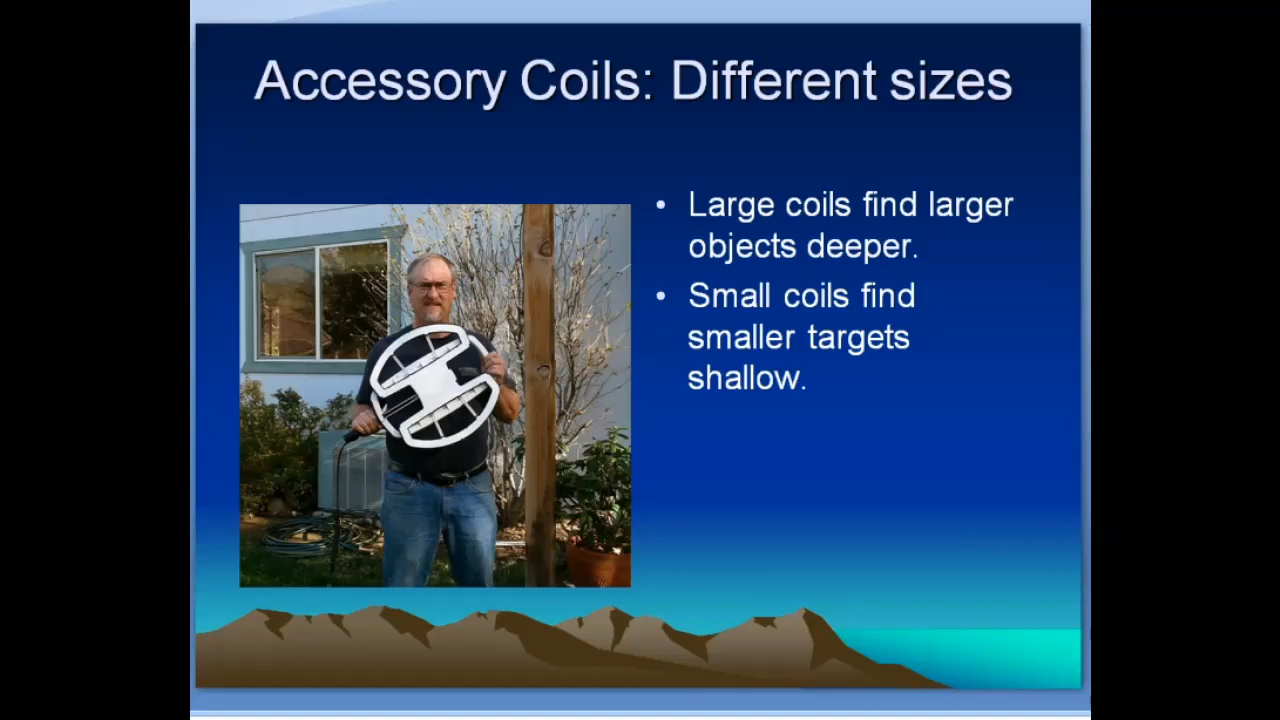 Accessory Coils: Different sizes
• Large coils find larger
objects deeper.
• Small coils find
smaller targets
shallow.